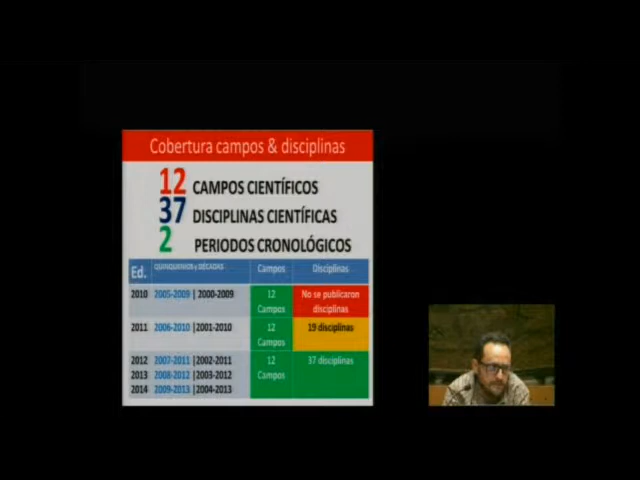 Cobertura campos & disciplinas
12 CAMPOS CIENTÍFICOS
37 DISCIPLINAS CIENTÍFICAS
2 PERIODOS CRONOLÓGICOS
Ed. QUINQUENIOS y DÉCADAS Campos Disciplinas
2010 2005-2009 | 2000-2009 12 Campos No se publicaron disciplinas
2011 2006-2010 |2001-2010 12 Campos 19 disciplinas
2012 2007-2011 |2002-2011 12 Campos 37 disciplinas
2013 2008-2012 |2003-2012
2014 2009-2013 |2004-2013